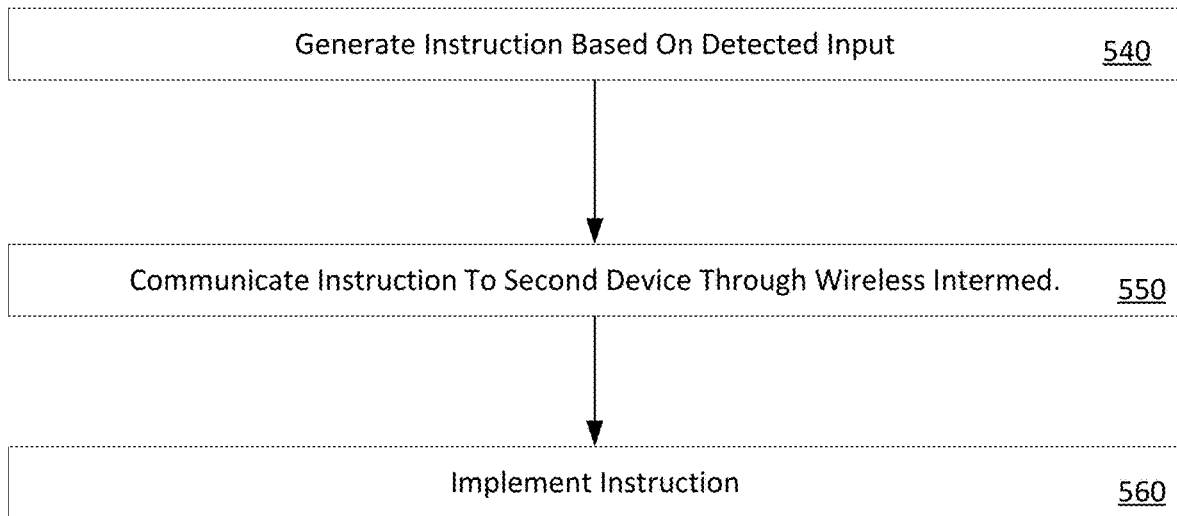 Generate Instruction Based On Detected Input 540
Communicate Instruction To Second Device Through Wireless Intermed. 550
Implement Instruction 560